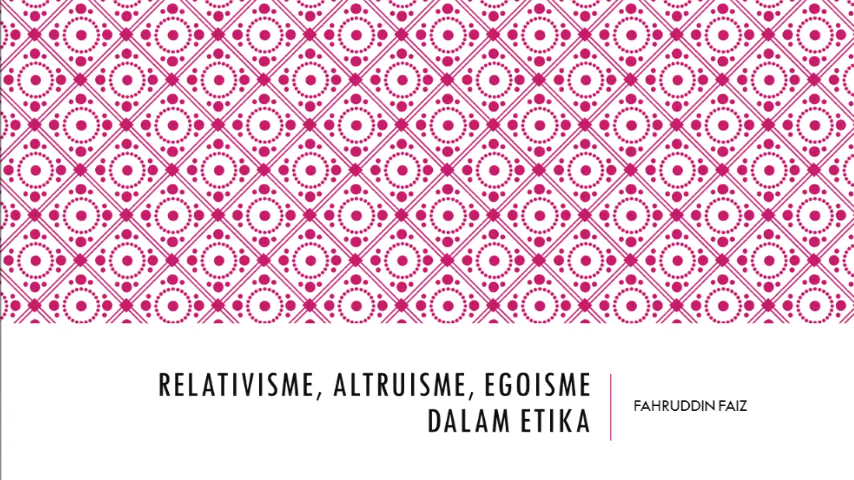 RELATIVISME, ALTRUISME, EGOISME
DALAM ETIKA
FAHRUDDIN FAIZ